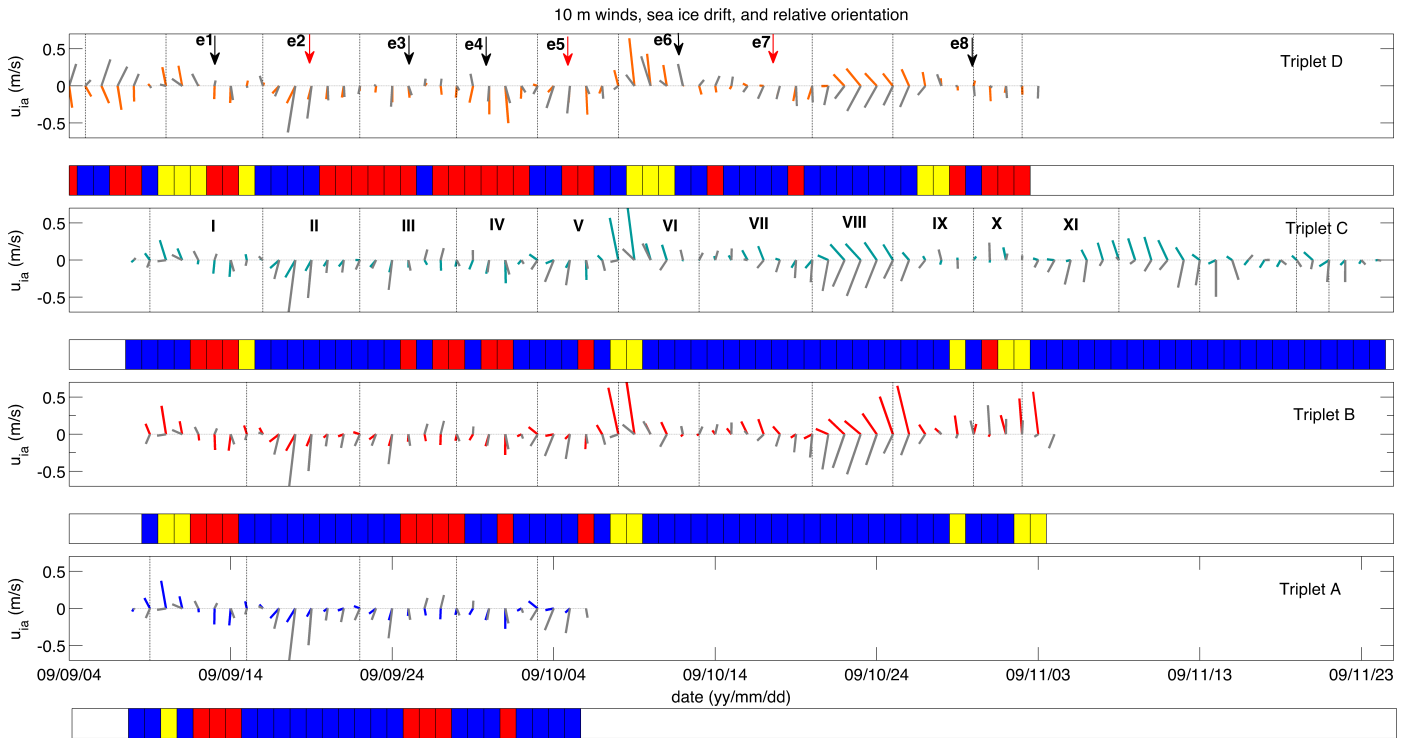 10 m winds, sea ice drift, and relative orientation
e1 e2 e3 e4 e5 e6 e7 e8
0.5
0
-0.5
u_ia (m/s)
Triplet D
I II III IV V VI VII VIII IX X XI
0.5
0
-0.5
u_ia (m/s)
Triplet C
0.5
0
-0.5
u_ia (m/s)
Triplet B
0.5
0
-0.5
u_ia (m/s)
Triplet A
09/09/04 09/09/14 09/09/24 09/10/04 09/10/14 09/10/24 09/11/03 09/11/13 09/11/23
date (yy/mm/dd)